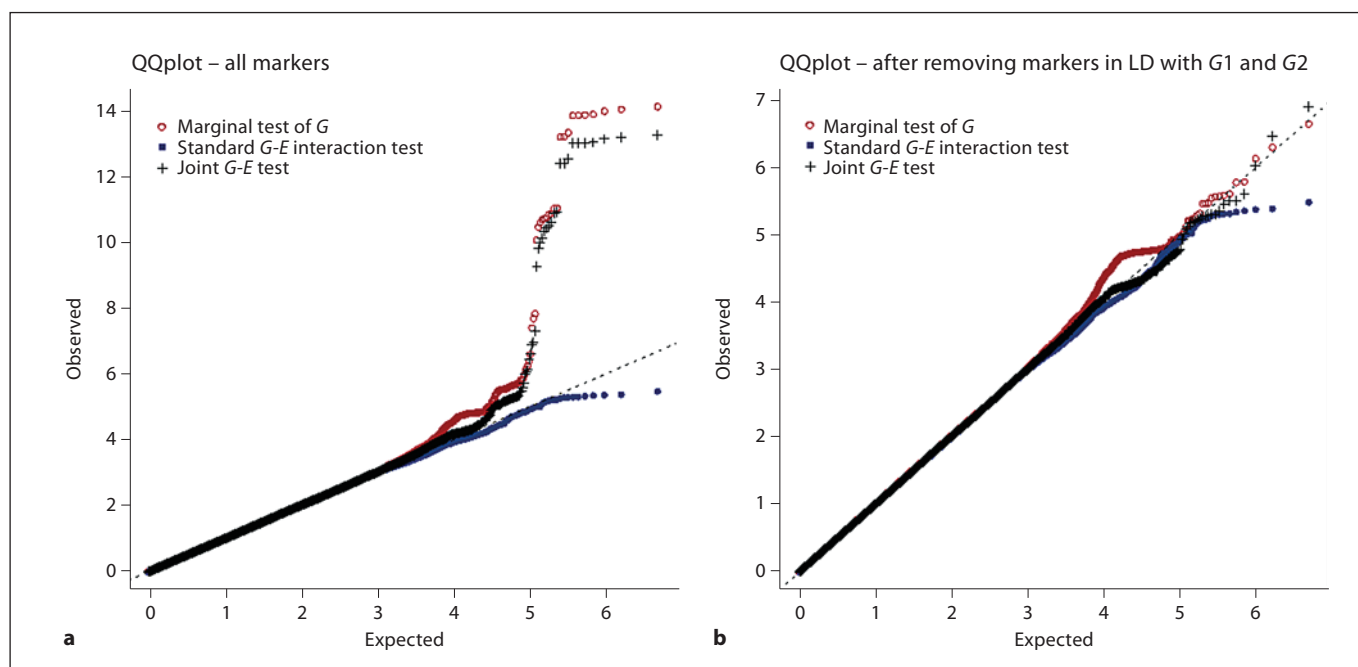 QQplot – all markers
14
12
10
8
6
4
2
0
Observed
Marginal test of G
Standard G-E interaction test
Joint G-E test
0 1 2 3 4 5 6
Expected
a
QQplot – after removing markers in LD with G1 and G2
7
6
5
4
3
2
1
0
Observed
Marginal test of G
Standard G-E interaction test
Joint G-E test
0 1 2 3 4 5 6
Expected
b